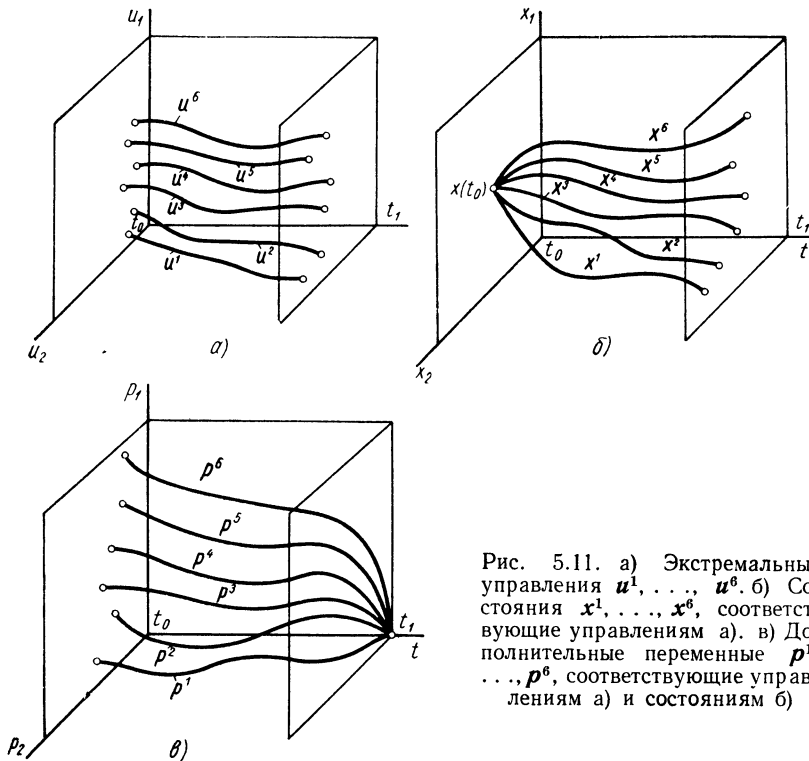 u₁
u⁶
u⁵
u⁴
u³
t₀
t₁
u²
u¹
u₂
а)
x₁
x⁶
x⁵
x(t₀)
x³
x⁴
t₀
x²
t₁
x¹
t
x₂
б)
p₁
p⁶
p⁵
p⁴
p³
t₀
t₁
p²
t
p¹
p₂
в)
Рис. 5.11. а) Экстремальны
управления u¹, . . ., u⁶. б) Со
стояния x¹, . . ., x⁶, соответст
вующие управлениям а). в) До
полнительные переменные p¹
. . ., p⁶, соответствующие управ
лениям а) и состояниям б)